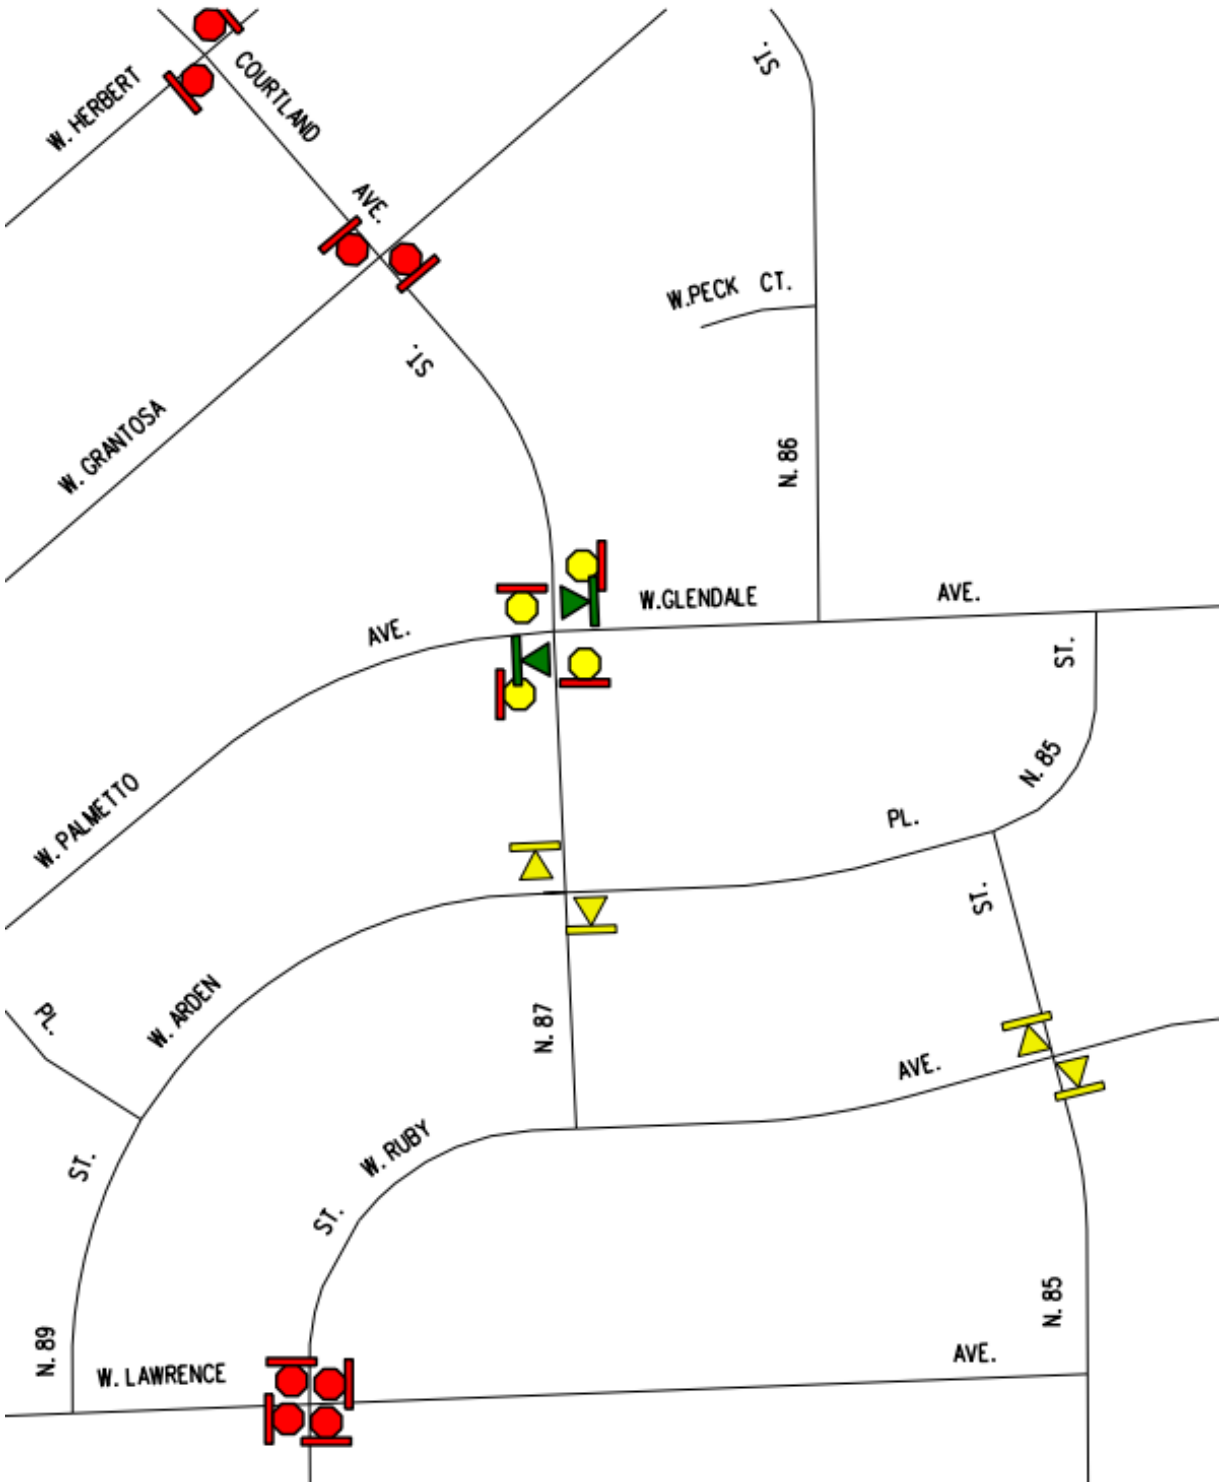 ST.
COURTLAND
W. HERBERT
AVE.
W.PECK CT.
ST.
W. GRANTOSA
N. 86
W.GLENDALE
AVE.
AVE.
ST.
N. 85
W. PALMETTO
PL.
ST.
W. ARDEN
PL.
N. 87
AVE.
W. RUBY
ST.
ST.
N. 85
N. 89
W. LAWRENCE
AVE.